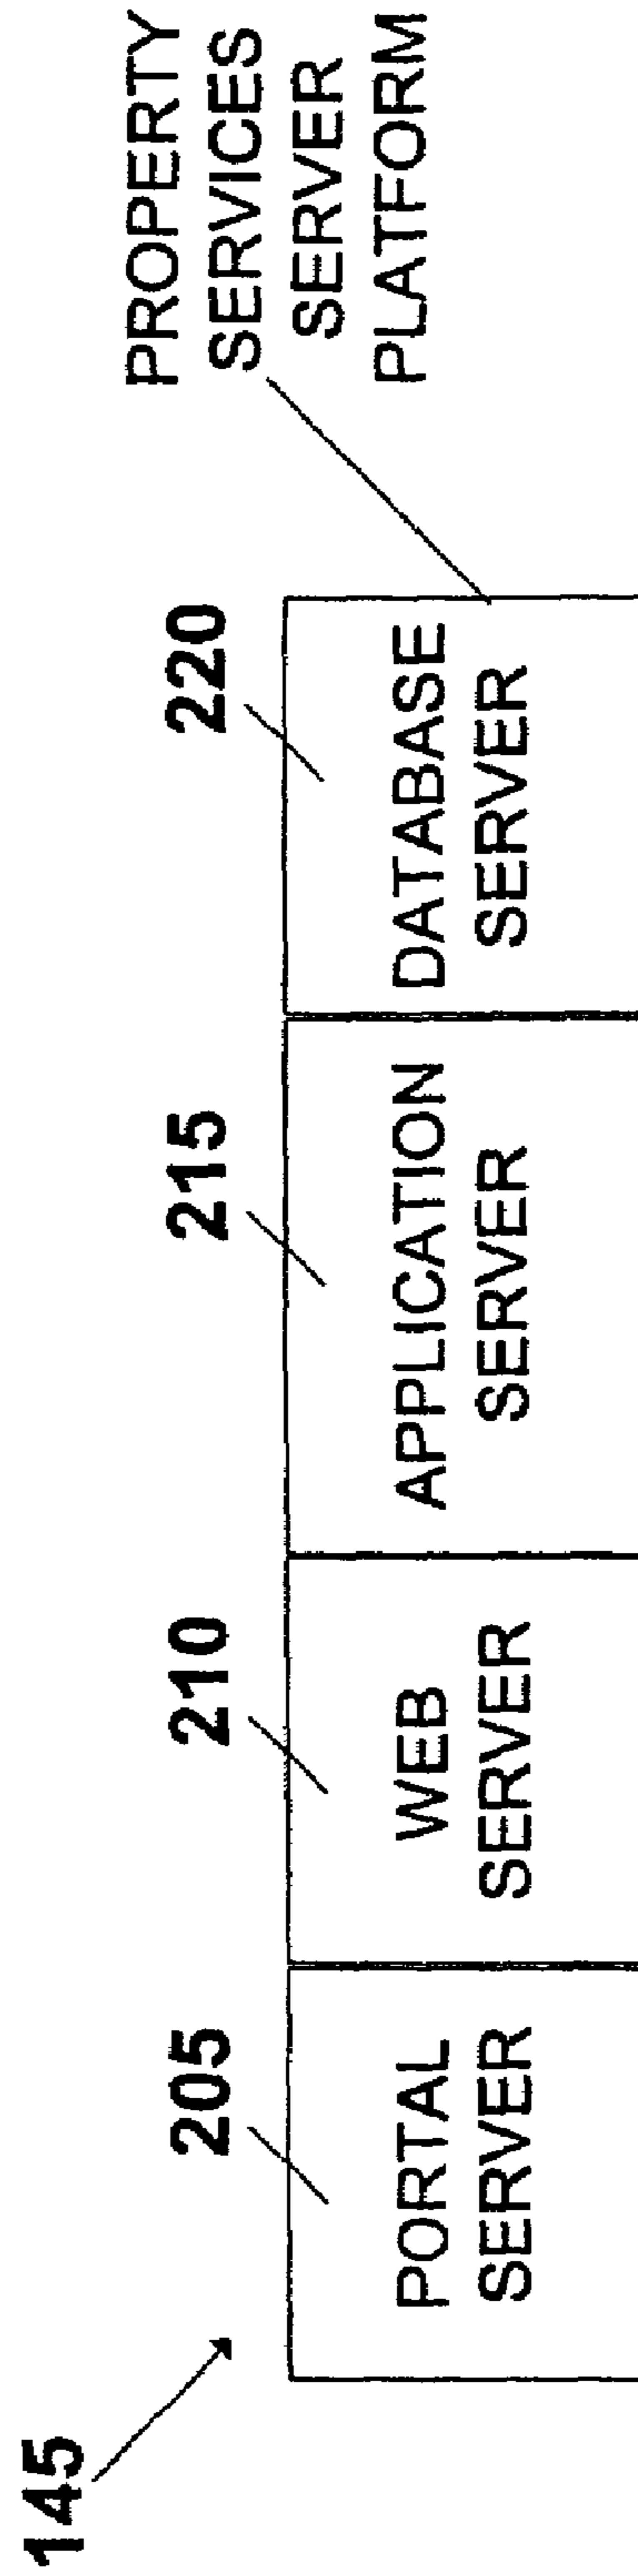 145
205
210
215
220
PORTAL
SERVER
WEB
SERVER
APPLICATION
SERVER
DATABASE
SERVER
PROPERTY
SERVICES
SERVER
PLATFORM